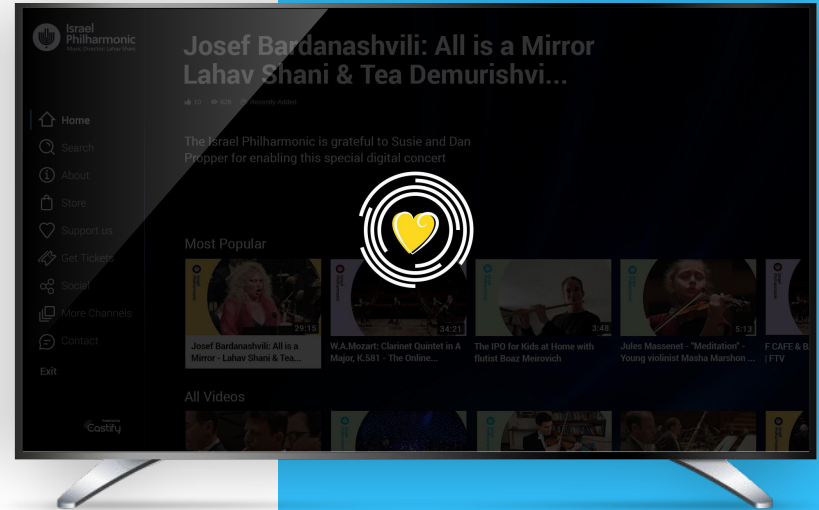 Israel
Philharmonic
Music Director: Lahav Shani
Home
Search
About
Store
Support us
Get Tickets
Social
More Channels
Contact
Exit
Powered by
Castify
Josef Bardanashvili: All is a Mirror
Lahav Shani & Tea Demurishvi...
10
Recently Added
The Israel Philharmonic is grateful to Susie and Dan
Propper for enabling this special digital concert
Most Popular
29:15
Josef Bardanashvili: All is a
Mirror - Lahav Shani & Tea...
34:21
W.A.Mozart: Clarinet Quintet in A
Major, K.581 - The Online...
3:48
The IPO for Kids at Home with
flutist Boaz Meirovich
5:13
Jules Massenet - "Meditation" -
Young violinist Masha Marshon ...
F CAFE & B
| FTV
All Videos